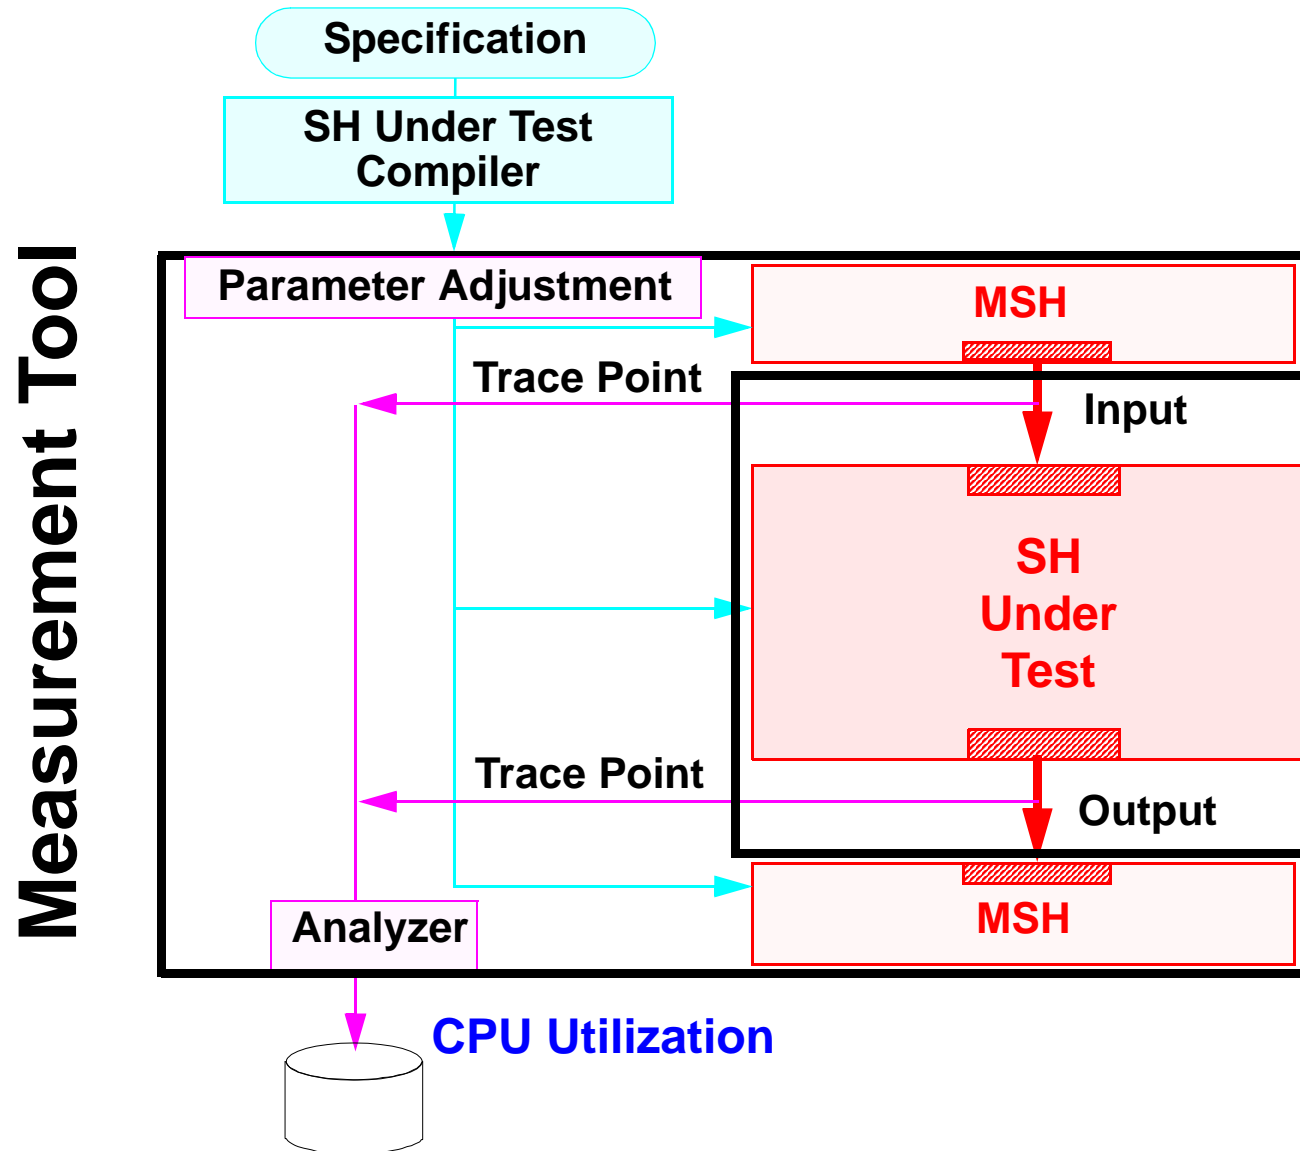 Specification
SH Under Test
Compiler
Measurement Tool
Parameter Adjustment
MSH
Trace Point
Input
SH
Under
Test
Trace Point
Output
Analyzer
MSH
CPU Utilization